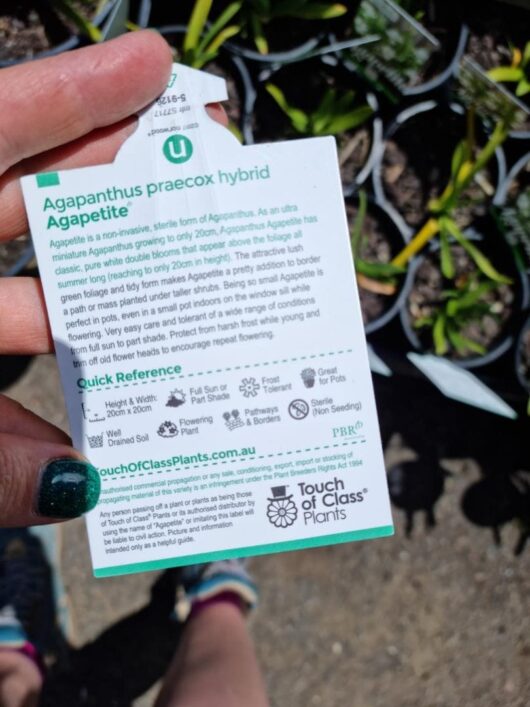 5-9128
mfr 57717
norwood
u
Agapanthus praecox hybrid
Agapetite
Agapetite is a non-invasive, sterile form of Agapanthus. As an ultra
miniature Agapanthus growing to only 20cm, Agapanthus Agapetite has
classic, pure white double blooms that appear above the foliage all
summer long (reaching to only 20cm in height). The attractive lush
green foliage and tidy form makes Agapetite a pretty addition to border
a path or mass planted under taller shrubs. Being so small Agapetite is
perfect in pots, even in a small pot indoors on the window sill while
flowering. Very easy care and tolerant of a wide range of conditions
from full sun to part shade. Protect from harsh frost while young and
trim off old flower heads to encourage repeat flowering.
Quick Reference
Height & Width:
20cm x 20cm
Full Sun or
Part Shade
Frost
Tolerant
Great
for Pots
Well
Drained Soil
Flowering
Plant
Pathways
& Borders
Sterile
(Non Seeding)
PBR
TouchOfClassPlants.com.au
Unauthorised commercial propagation or any sale, conditioning, export, import or stocking of
propagating material of this variety is an infringement under the Plant Breeders Rights Act 1994
Any person passing off a plant or plants as being those
of Touch of Class® Plants or its authorised distributor by
using the name of "Agapetite" or imitating this label will
be liable to civil action. Picture and information
intended only as a helpful guide.
Touch
of Class®
Plants